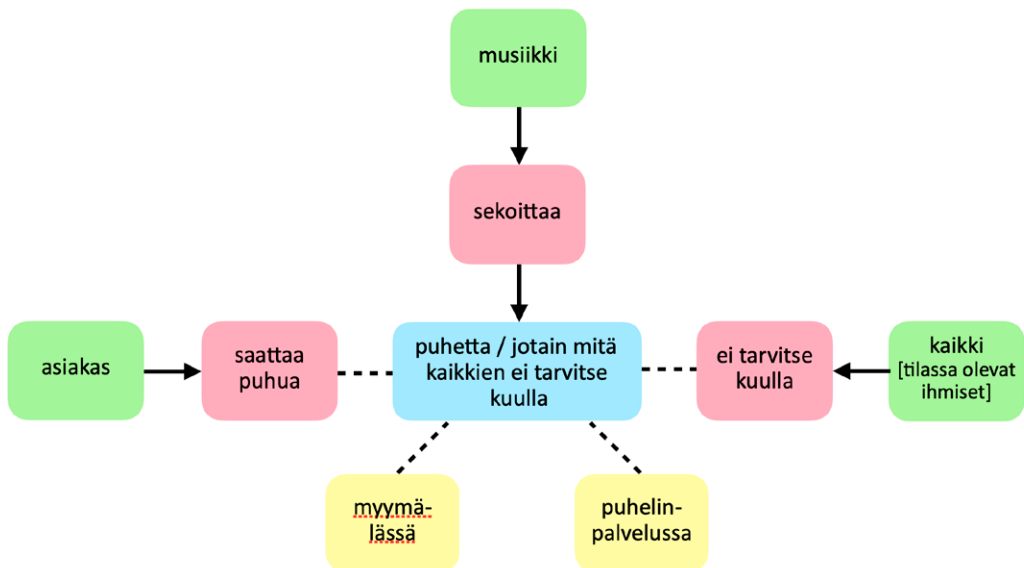 musiikki
sekoittaa
asiakas
saattaa
puhua
puhetta / jotain mitä
kaikkien ei tarvitse
kuulla
ei tarvitse
kuulla
kaikki
[tilassa olevat
ihmiset]
myymä-
lässä
puhelin-
palvelussa